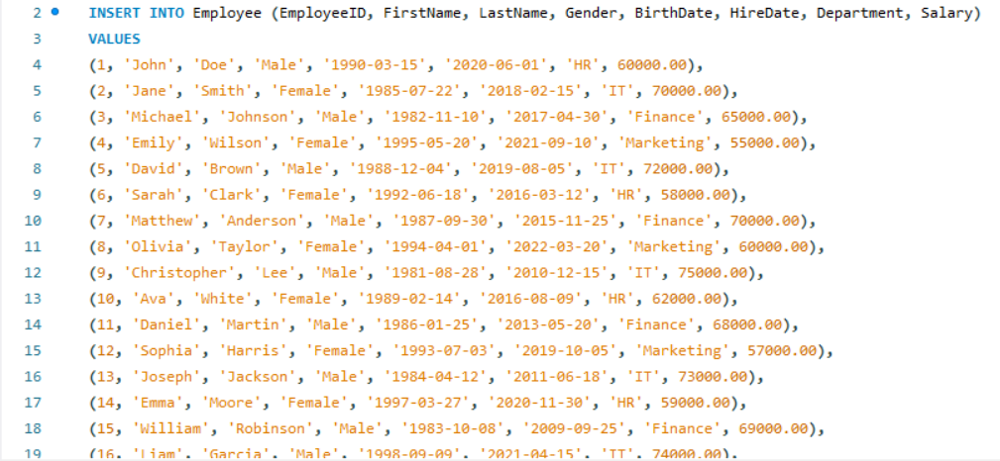 2 INSERT INTO Employee (EmployeeID, FirstName, LastName, Gender, BirthDate, HireDate, Department, Salary)
3 VALUES
4 (1, 'John', 'Doe', 'Male', '1990-03-15', '2020-06-01', 'HR', 60000.00),
5 (2, 'Jane', 'Smith', 'Female', '1985-07-22', '2018-02-15', 'IT', 70000.00),
6 (3, 'Michael', 'Johnson', 'Male', '1982-11-10', '2017-04-30', 'Finance', 65000.00),
7 (4, 'Emily', 'Wilson', 'Female', '1995-05-20', '2021-09-10', 'Marketing', 55000.00),
8 (5, 'David', 'Brown', 'Male', '1988-12-04', '2019-08-05', 'IT', 72000.00),
9 (6, 'Sarah', 'Clark', 'Female', '1992-06-18', '2016-03-12', 'HR', 58000.00),
10 (7, 'Matthew', 'Anderson', 'Male', '1987-09-30', '2015-11-25', 'Finance', 70000.00),
11 (8, 'Olivia', 'Taylor', 'Female', '1994-04-01', '2022-03-20', 'Marketing', 60000.00),
12 (9, 'Christopher', 'Lee', 'Male', '1981-08-28', '2010-12-15', 'IT', 75000.00),
13 (10, 'Ava', 'White', 'Female', '1989-02-14', '2016-08-09', 'HR', 62000.00),
14 (11, 'Daniel', 'Martin', 'Male', '1986-01-25', '2013-05-20', 'Finance', 68000.00),
15 (12, 'Sophia', 'Harris', 'Female', '1993-07-03', '2019-10-05', 'Marketing', 57000.00),
16 (13, 'Joseph', 'Jackson', 'Male', '1984-04-12', '2011-06-18', 'IT', 73000.00),
17 (14, 'Emma', 'Moore', 'Female', '1997-03-27', '2020-11-30', 'HR', 59000.00),
18 (15, 'William', 'Robinson', 'Male', '1983-10-08', '2009-09-25', 'Finance', 69000.00),
19 (16, 'Liam', 'Garcia', 'Male', '1998-09-09', '2021-04-15', 'IT', 74000.00),